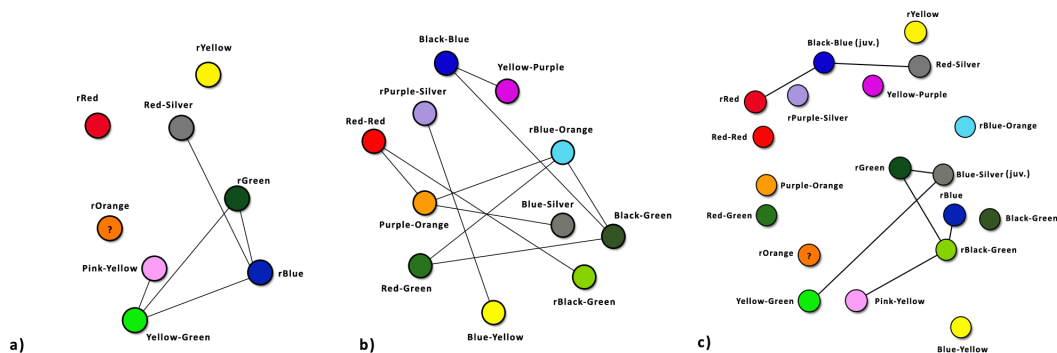 rYellow
rRed
Red-Silver
rGreen
rOrange
?
Pink-Yellow
rBlue
Yellow-Green
a)
Black-Blue
Yellow-Purple
rPurple-Silver
Red-Red
rBlue-Orange
Purple-Orange
Blue-Silver
Black-Green
Red-Green
rBlack-Green
Blue-Yellow
b)
rYellow
Black-Blue (juv.)
Red-Silver
rRed
Yellow-Purple
rPurple-Silver
Red-Red
rBlue-Orange
rGreen
Blue-Silver (juv.)
Purple-Orange
rBlue
Red-Green
Black-Green
rOrange
?
rBlack-Green
Yellow-Green
Pink-Yellow
Blue-Yellow
c)